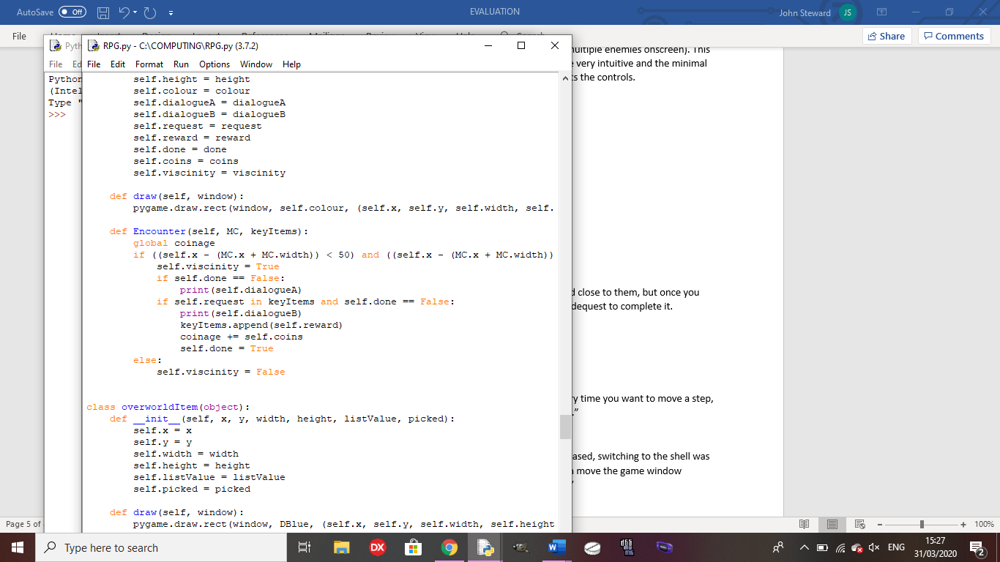 AutoSave Off EVALUATION John Steward JS
File Share Comments
Pyth RPG.py - C:\COMPUTING\RPG.py (3.7.2)
File Ed File Edit Format Run Options Window Help
Python
(Intel
Type "
>>>
        self.height = height
        self.colour = colour
        self.dialogueA = dialogueA
        self.dialogueB = dialogueB
        self.request = request
        self.reward = reward
        self.done = done
        self.coins = coins
        self.viscinity = viscinity
    def draw(self, window):
        pygame.draw.rect(window, self.colour, (self.x, self.y, self.width, self.
    def Encounter(self, MC, keyItems):
        global coinage
        if ((self.x - (MC.x + MC.width)) < 50) and ((self.x - (MC.x + MC.width))
            self.viscinity = True
            if self.done == False:
                print(self.dialogueA)
            if self.request in keyItems and self.done == False:
                print(self.dialogueB)
                keyItems.append(self.reward)
                coinage += self.coins
                self.done = True
        else:
            self.viscinity = False
class overworldItem(object):
    def __init__(self, x, y, width, height, listValue, picked):
        self.x = x
        self.y = y
        self.width = width
        self.height = height
        self.listValue = listValue
        self.picked = picked
    def draw(self, window):
        pygame.draw.rect(window, DBlue, (self.x, self.y, self.width, self.height
multiple enemies onscreen). This
very intuitive and the minimal
s the controls.
close to them, but once you
dequest to complete it.
y time you want to move a step,
.”
ased, switching to the shell was
move the game window
Page 5 of 100%
Type here to search ENG 15:27
31/03/2020 2